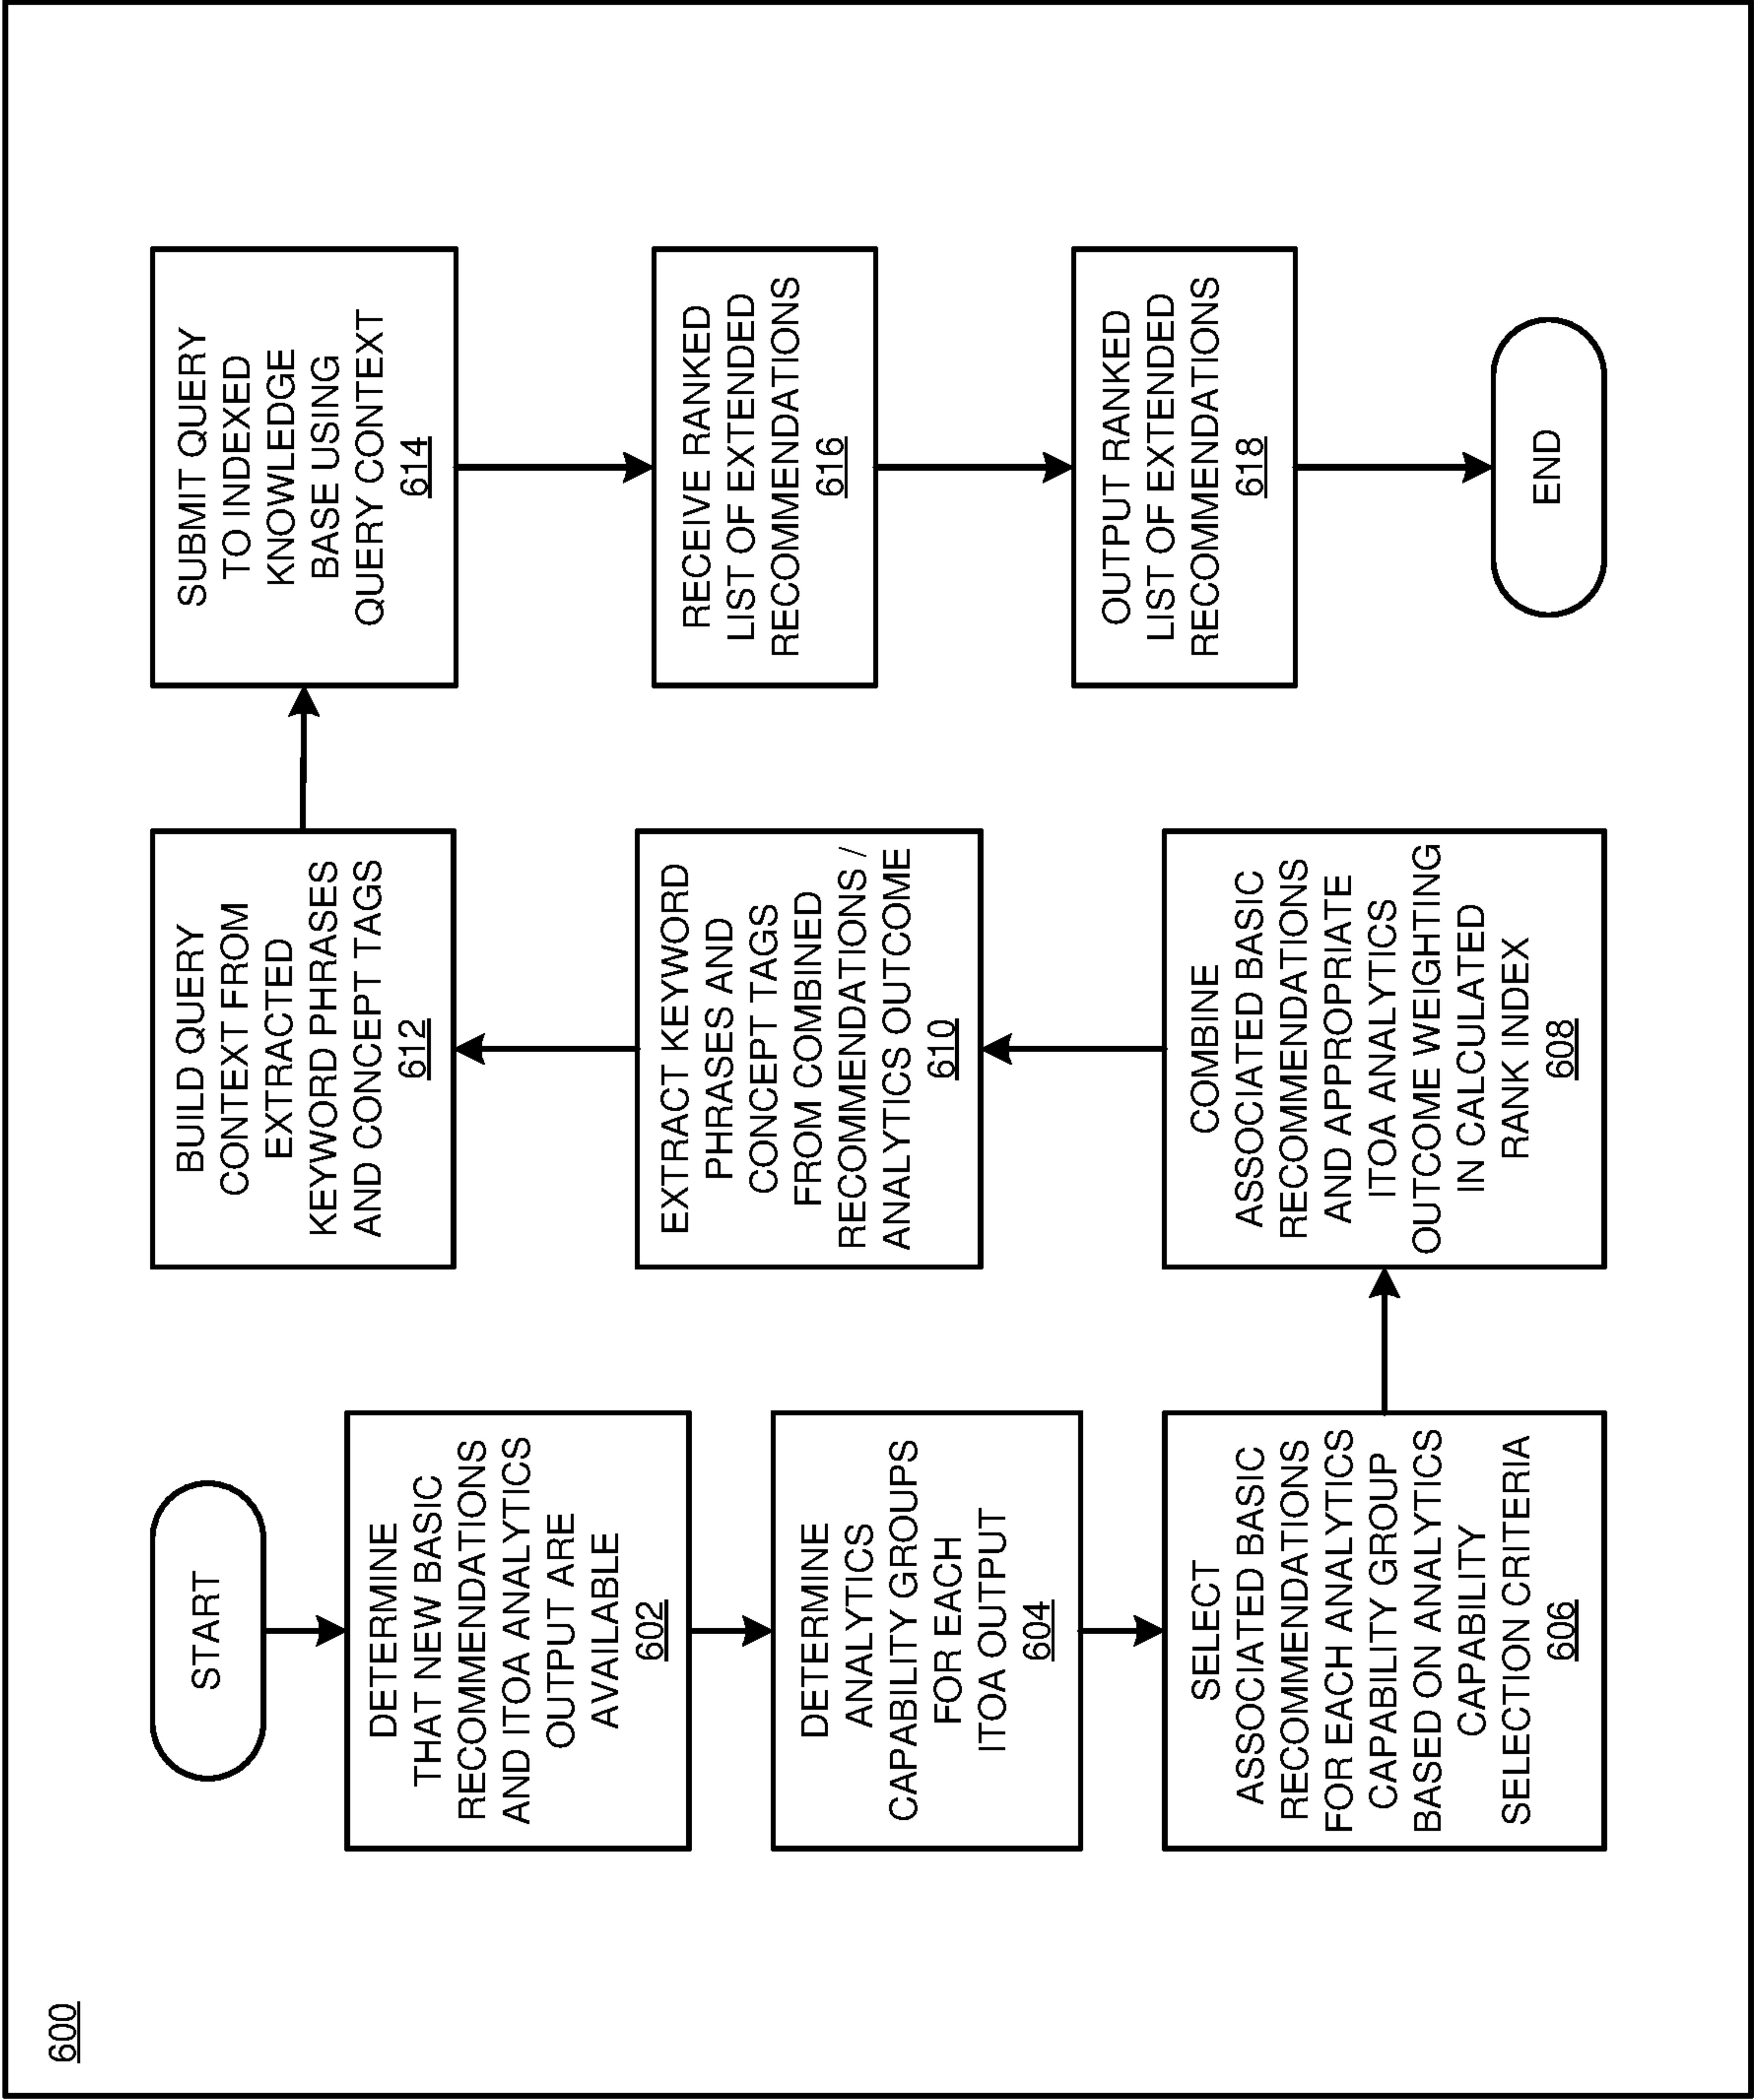 600
START
DETERMINE
THAT NEW BASIC
RECOMMENDATIONS
AND ITOA ANALYTICS
OUTPUT ARE
AVAILABLE
602
DETERMINE
ANALYTICS
CAPABILITY GROUPS
FOR EACH
ITOA OUTPUT
604
SELECT
ASSOCIATED BASIC
RECOMMENDATIONS
FOR EACH ANALYTICS
CAPABILITY GROUP
BASED ON ANALYTICS
CAPABILITY
SELECTION CRITERIA
606
COMBINE
ASSOCIATED BASIC
RECOMMENDATIONS
AND APPROPRIATE
ITOA ANALYTICS
OUTCOME WEIGHTING
IN CALCULATED
RANK INDEX
608
EXTRACT KEYWORD
PHRASES AND
CONCEPT TAGS
FROM COMBINED
RECOMMENDATIONS /
ANALYTICS OUTCOME
610
BUILD QUERY
CONTEXT FROM
EXTRACTED
KEYWORD PHRASES
AND CONCEPT TAGS
612
SUBMIT QUERY
TO INDEXED
KNOWLEDGE
BASE USING
QUERY CONTEXT
614
RECEIVE RANKED
LIST OF EXTENDED
RECOMMENDATIONS
616
OUTPUT RANKED
LIST OF EXTENDED
RECOMMENDATIONS
618
END